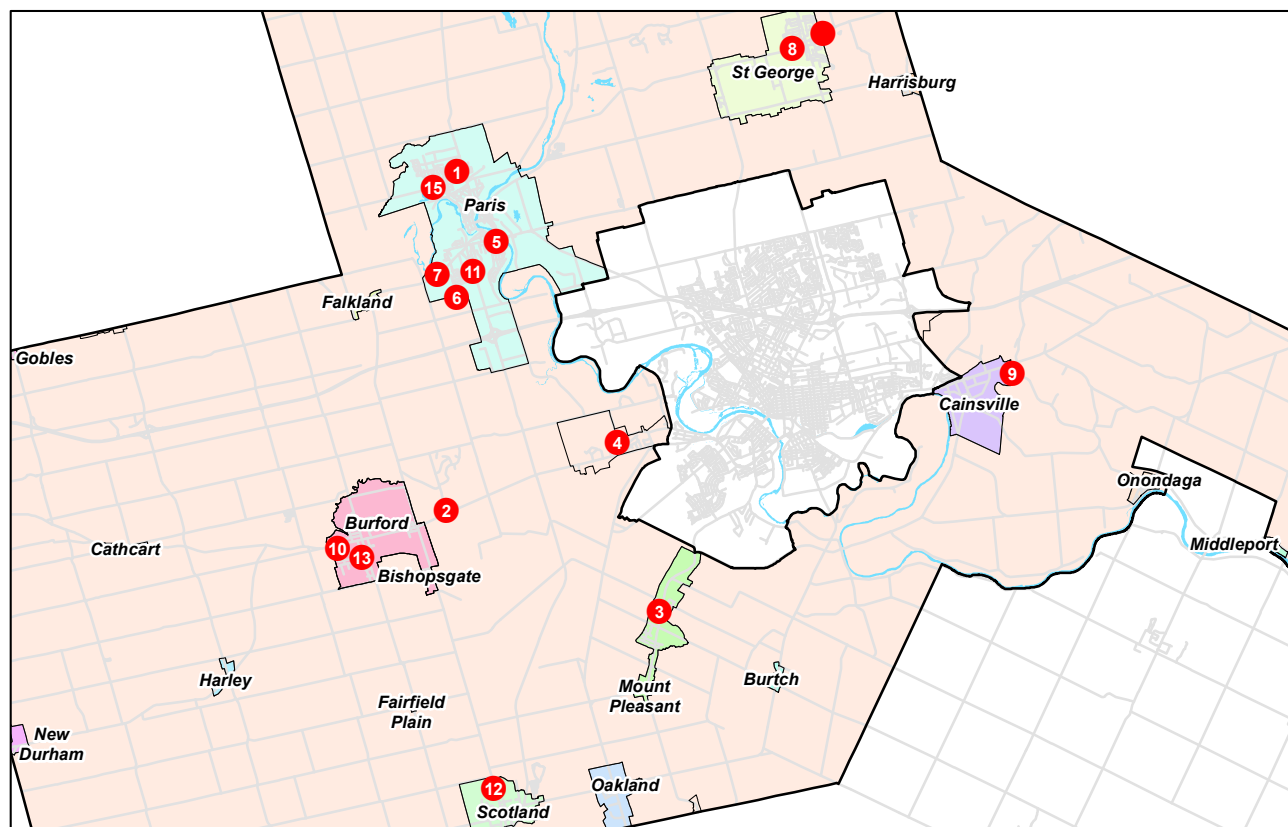 8
St George
Harrisburg
1
15
Paris
5
7
11
6
Falkland
Gobles
9
Cainsville
4
2
Onondaga
Burford
Cathcart
10
13
Middleport
Bishopsgate
3
Harley
Mount
Pleasant
Burtch
Fairfield
Plain
New
Durham
12
Oakland
Scotland